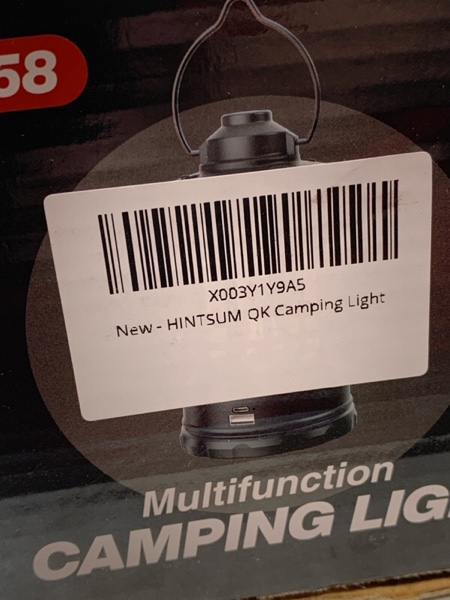 58
X003Y1Y9A5
New - HINTSUM QK Camping Light
Multifunction
CAMPING LIG